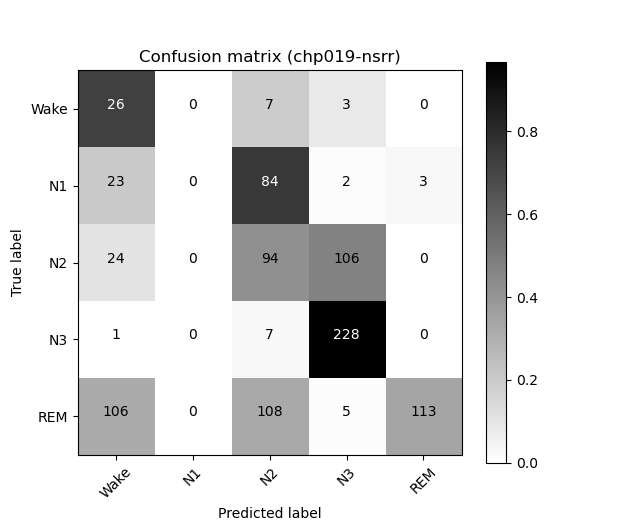 Confusion matrix (chp019-nsrr)
Wake 26 0 7 3 0
N1 23 0 84 2 3
N2 24 0 94 106 0
N3 1 0 7 228 0
REM 106 0 108 5 113
Wake N1 N2 N3 REM
Predicted label
True label
0.8
0.6
0.4
0.2
0.0